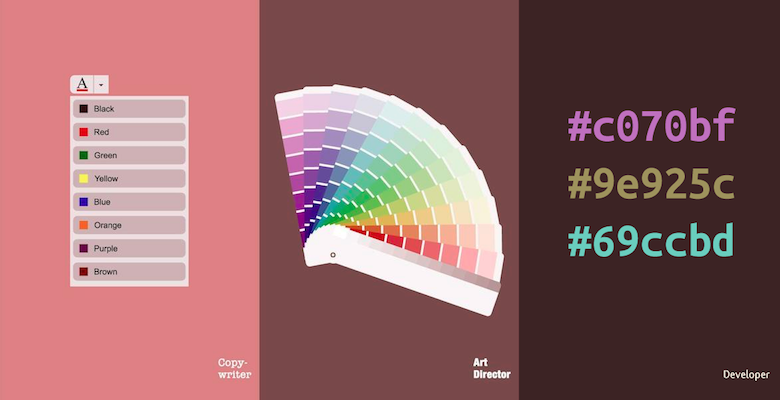 A
Black
Red
Green
Yellow
Blue
Orange
Purple
Brown
Copy-
writer
Art
Director
#c070bf
#9e925c
#69ccbd
Developer